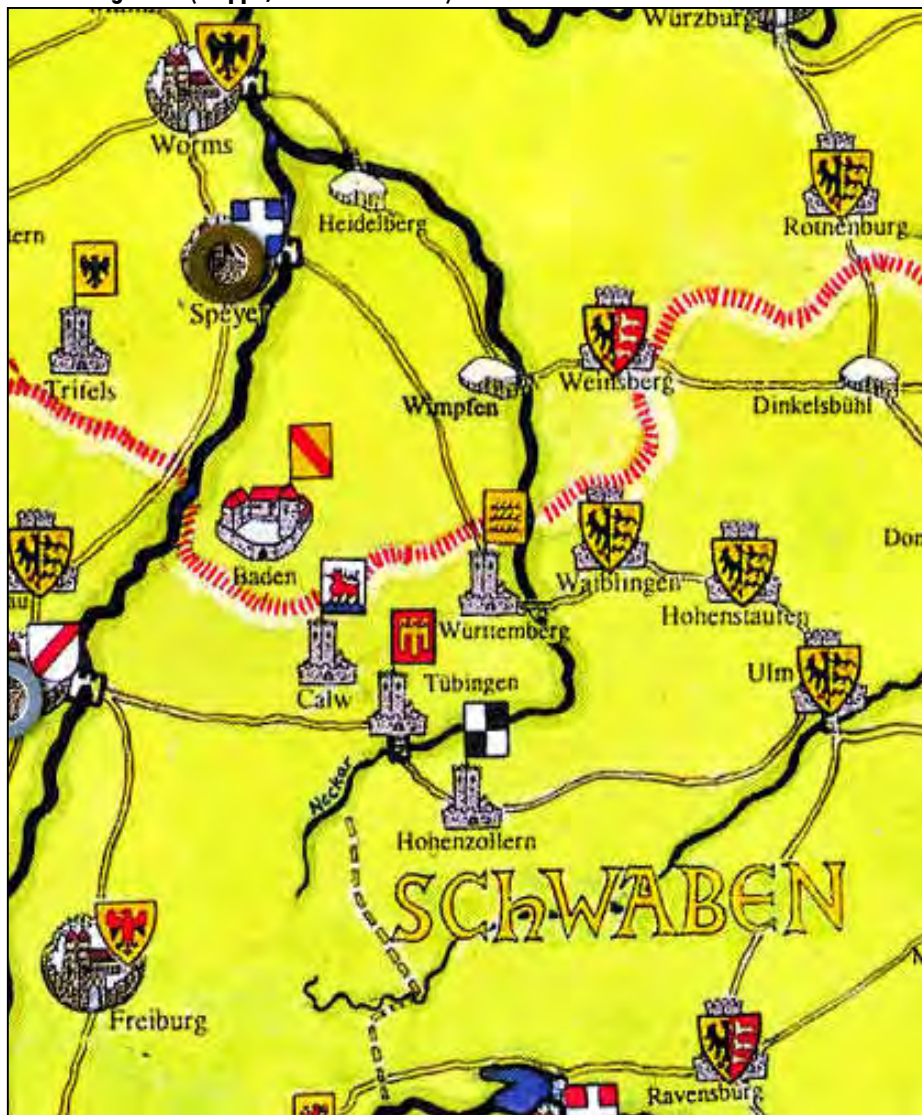 Würzburg
Worms
Heidelberg
Rothenburg
Speyer
Trifels
Wimpfen
Weinsberg
Dinkelsbühl
Baden
Waiblingen
Hohenstaufen
Württemberg
Calw
Tübingen
Ulm
Neckar
Hohenzollern
SCHWABEN
Freiburg
Ravensburg